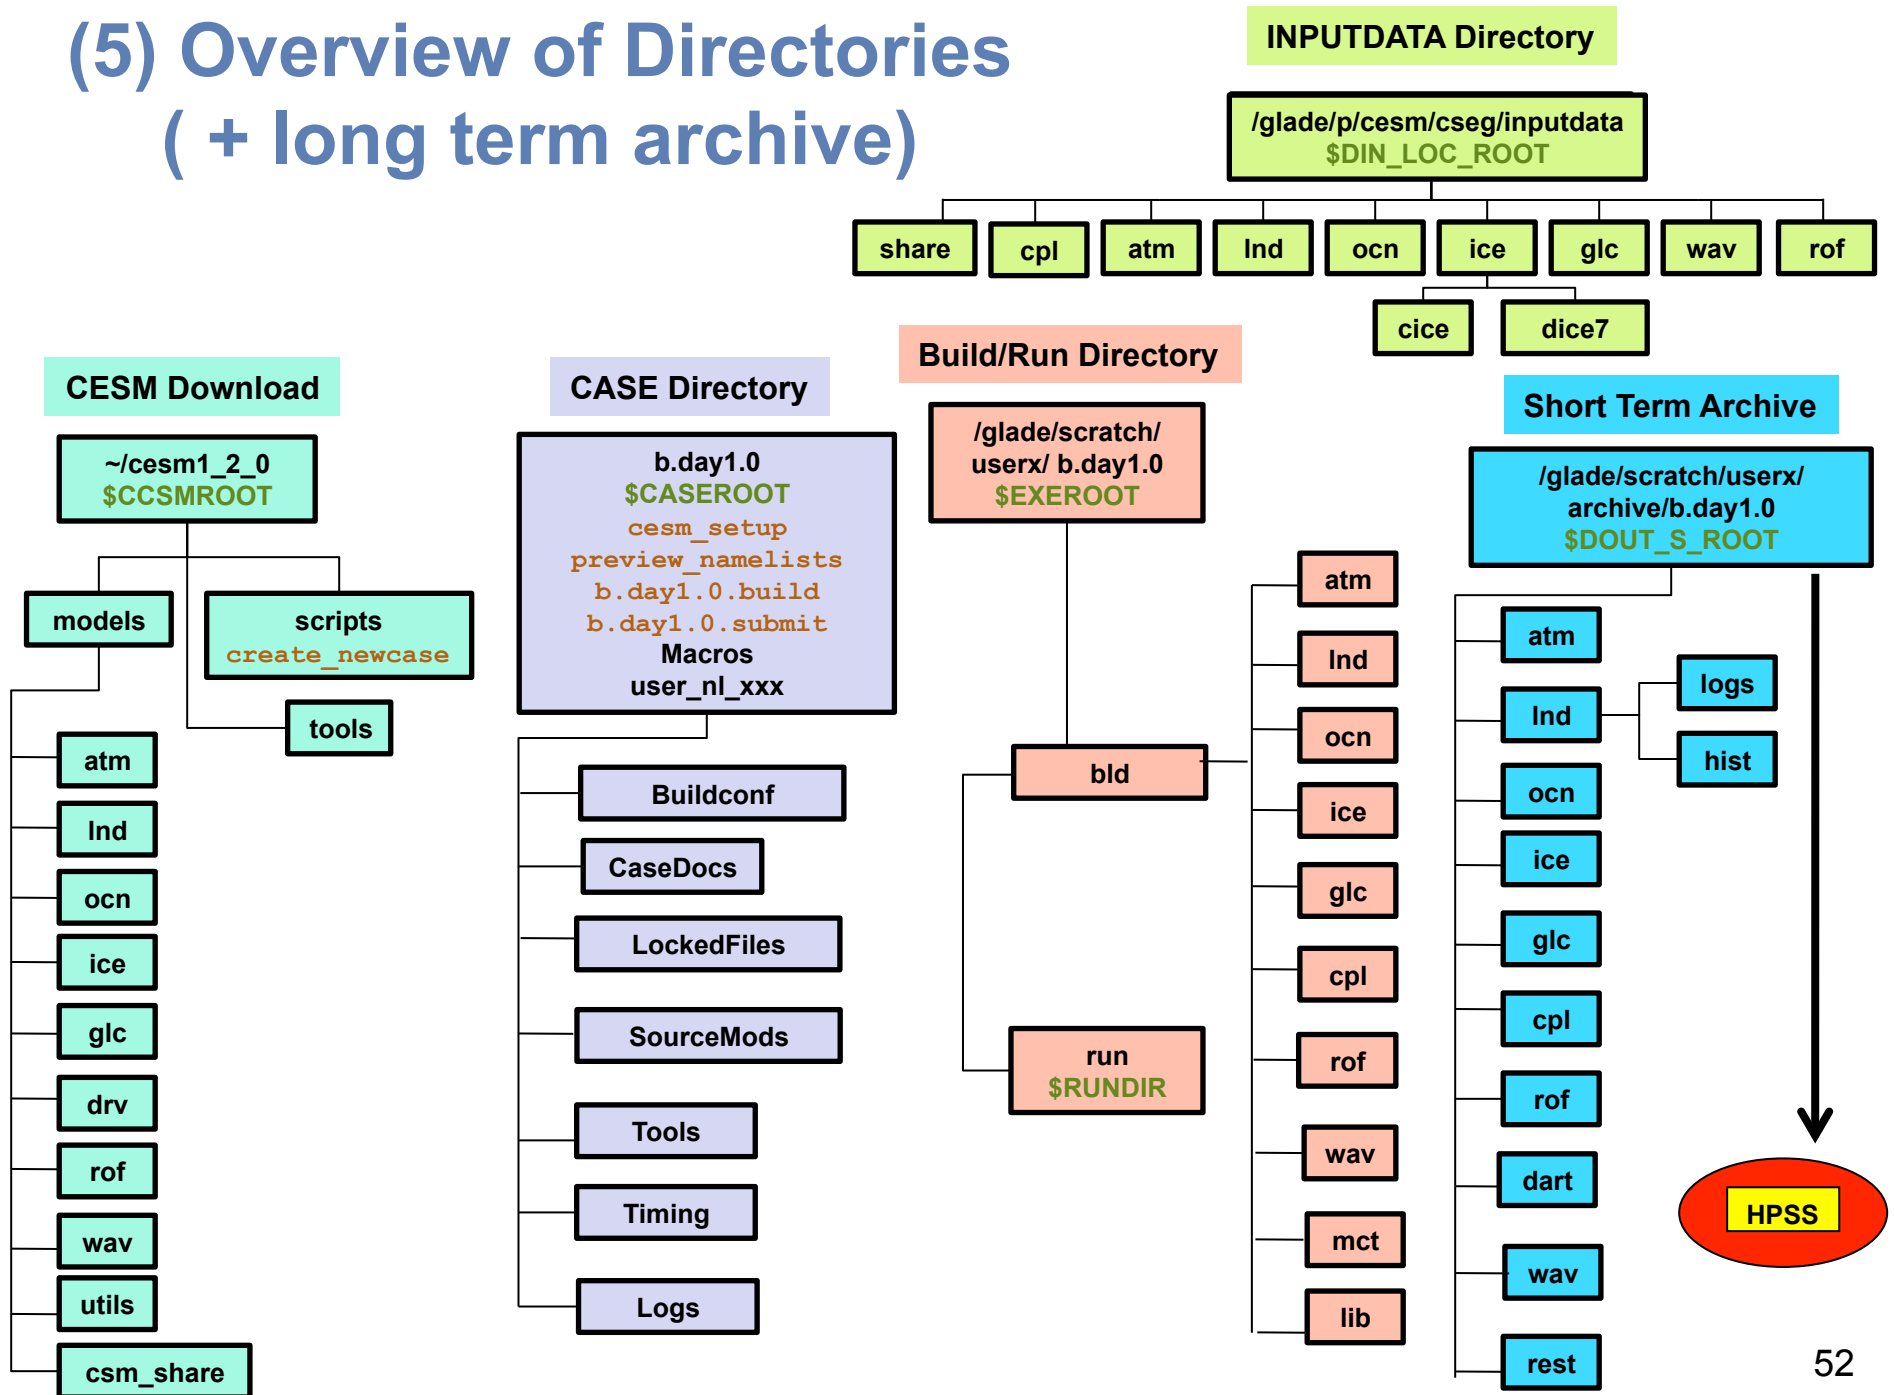 (5) Overview of Directories
( + long term archive)
INPUTDATA Directory
/glade/p/cesm/cseg/inputdata
$DIN_LOC_ROOT
share
cpl
atm
lnd
ocn
ice
glc
wav
rof
cice
dice7
CESM Download
~/cesm1_2_0
$CCSMROOT
models
scripts
create_newcase
tools
atm
lnd
ocn
ice
glc
drv
rof
wav
utils
csm_share
CASE Directory
b.day1.0
$CASEROOT
cesm_setup
preview_namelists
b.day1.0.build
b.day1.0.submit
Macros
user_nl_xxx
Buildconf
CaseDocs
LockedFiles
SourceMods
Tools
Timing
Logs
Build/Run Directory
/glade/scratch/
userx/ b.day1.0
$EXEROOT
bld
run
$RUNDIR
atm
lnd
ocn
ice
glc
cpl
rof
wav
mct
lib
Short Term Archive
/glade/scratch/userx/
archive/b.day1.0
$DOUT_S_ROOT
atm
lnd
logs
hist
ocn
ice
glc
cpl
rof
dart
wav
rest
HPSS
52